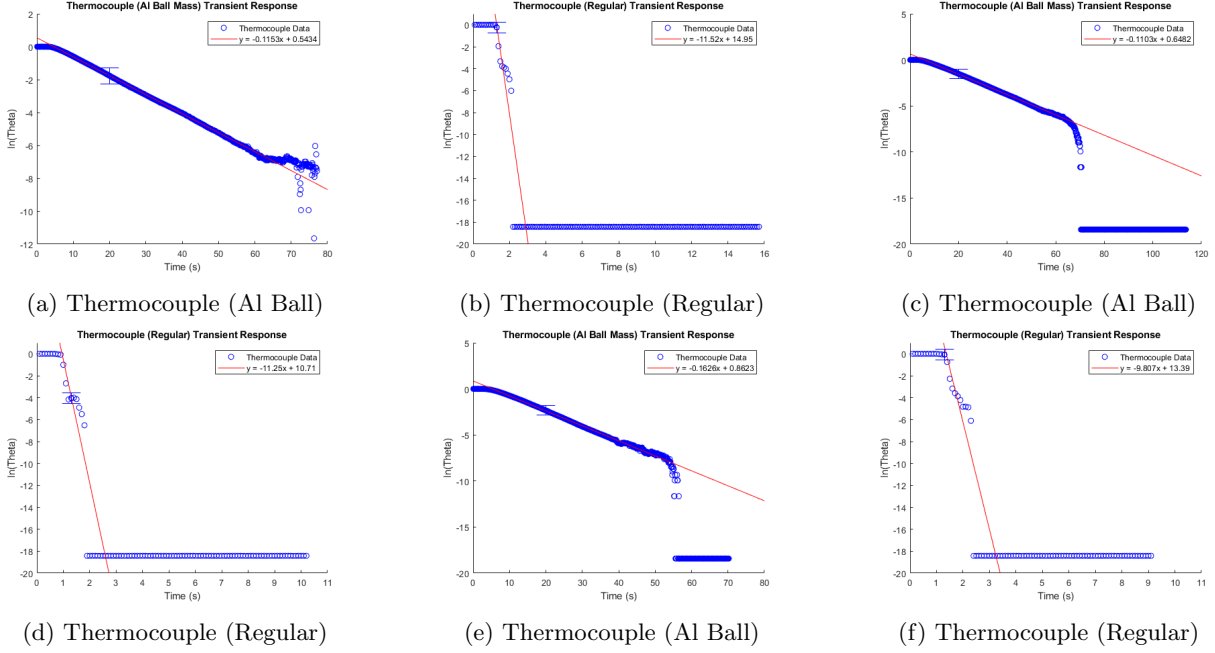 Thermocouple (Al Ball Mass) Transient Response
2
0
-2
-4
-6
-8
-10
-12
ln(Theta)
Thermocouple Data
y = -0.1153x + 0.5434
0 10 20 30 40 50 60 70 80
Time (s)
(a) Thermocouple (Al Ball)
Thermocouple (Regular) Transient Response
0
-2
-4
-6
-8
-10
-12
-14
-16
-18
-20
ln(Theta)
Thermocouple Data
y = -11.52x + 14.95
0 2 4 6 8 10 12 14 16
Time (s)
(b) Thermocouple (Regular)
Thermocouple (Al Ball Mass) Transient Response
5
0
-5
-10
-15
-20
ln(Theta)
Thermocouple Data
y = -0.1103x + 0.6482
0 20 40 60 80 100 120
Time (s)
(c) Thermocouple (Al Ball)
Thermocouple (Regular) Transient Response
0
-2
-4
-6
-8
-10
-12
-14
-16
-18
-20
ln(Theta)
Thermocouple Data
y = -11.25x + 10.71
0 1 2 3 4 5 6 7 8 9 10 11
Time (s)
(d) Thermocouple (Regular)
Thermocouple (Al Ball Mass) Transient Response
5
0
-5
-10
-15
-20
ln(Theta)
Thermocouple Data
y = -0.1626x + 0.8623
0 10 20 30 40 50 60 70 80
Time (s)
(e) Thermocouple (Al Ball)
Thermocouple (Regular) Transient Response
0
-2
-4
-6
-8
-10
-12
-14
-16
-18
-20
ln(Theta)
Thermocouple Data
y = -9.807x + 13.39
0 1 2 3 4 5 6 7 8 9 10 11
Time (s)
(f) Thermocouple (Regular)